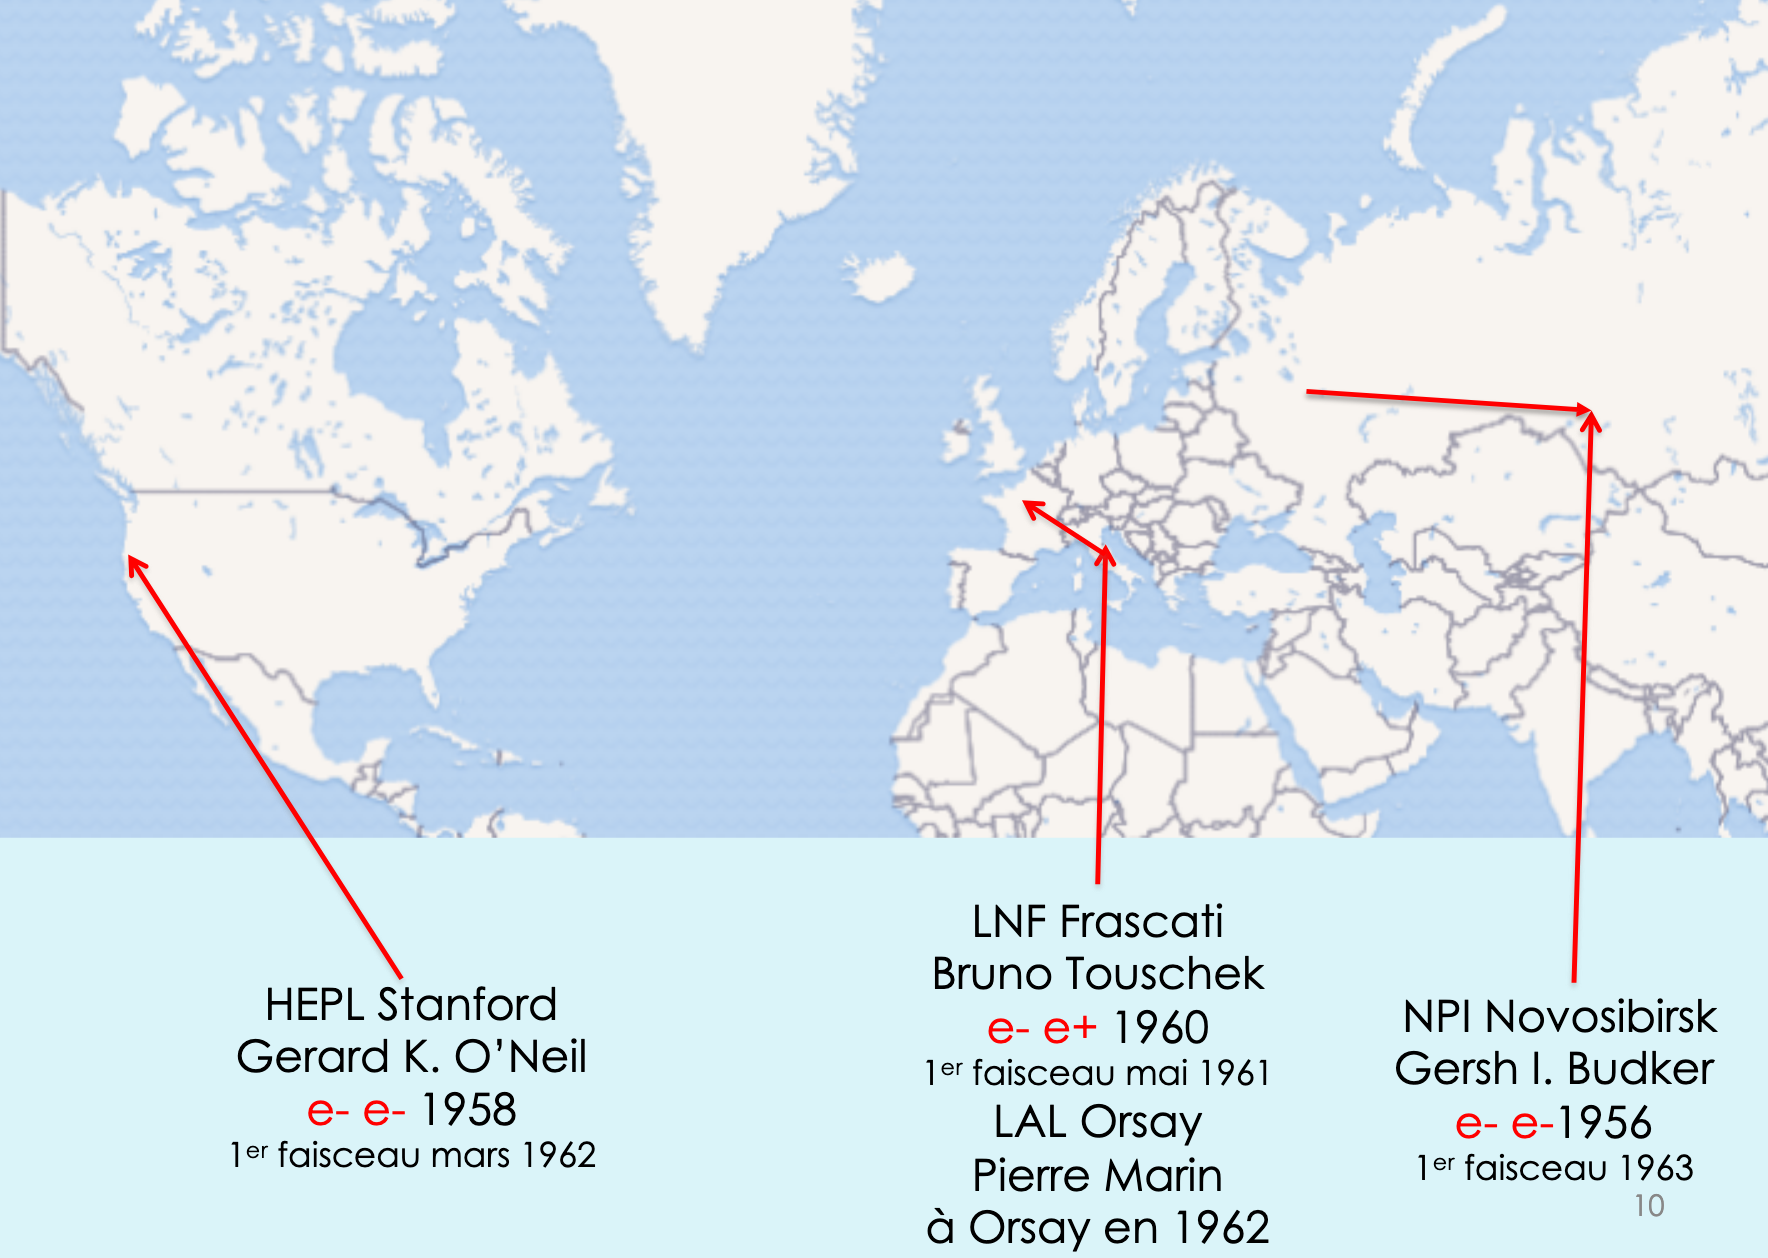 HEPL Stanford
Gerard K. O’Neil
e- e- 1958
1er faisceau mars 1962
LNF Frascati
Bruno Touschek
e- e+ 1960
1er faisceau mai 1961
LAL Orsay
Pierre Marin
à Orsay en 1962
NPI Novosibirsk
Gersh I. Budker
e- e-1956
1er faisceau 1963
10